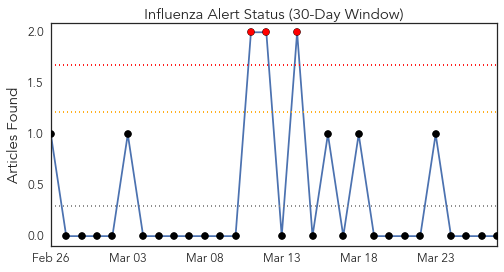 Influenza Alert Status (30-Day Window)
Articles Found
2.0
1.5
1.0
0.5
0.0
Feb 26 Mar 03 Mar 08 Mar 13 Mar 18 Mar 23